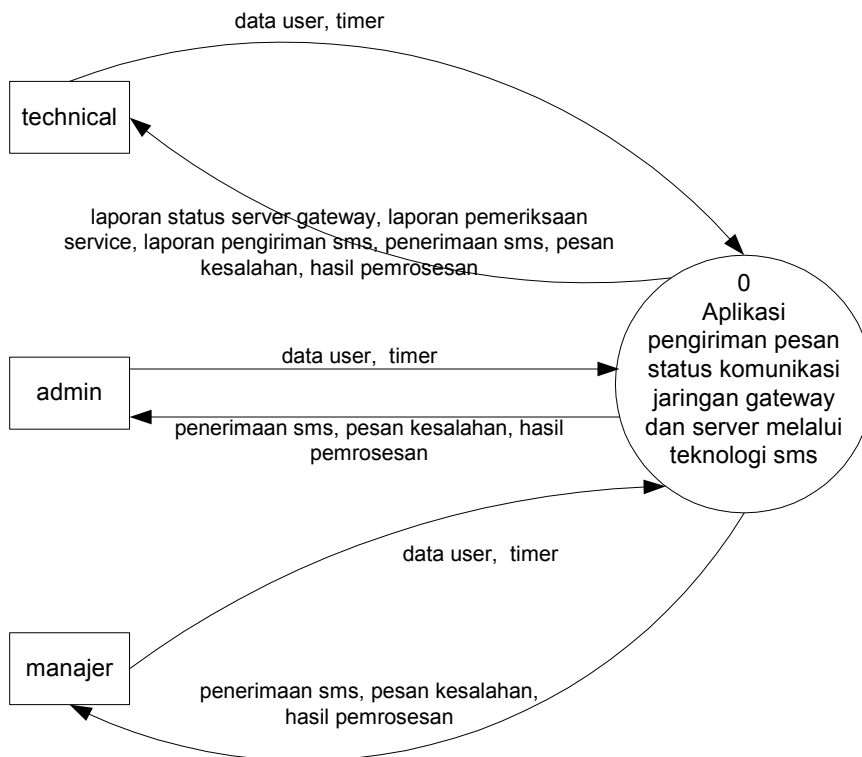 data user, timer
technical
laporan status server gateway, laporan pemeriksaan
service, laporan pengiriman sms, penerimaan sms, pesan
kesalahan, hasil pemrosesan
0
Aplikasi
pengiriman pesan
status komunikasi
jaringan gateway
dan server melalui
teknologi sms
data user, timer
admin
penerimaan sms, pesan kesalahan, hasil
pemrosesan
data user, timer
manajer
penerimaan sms, pesan kesalahan,
hasil pemrosesan